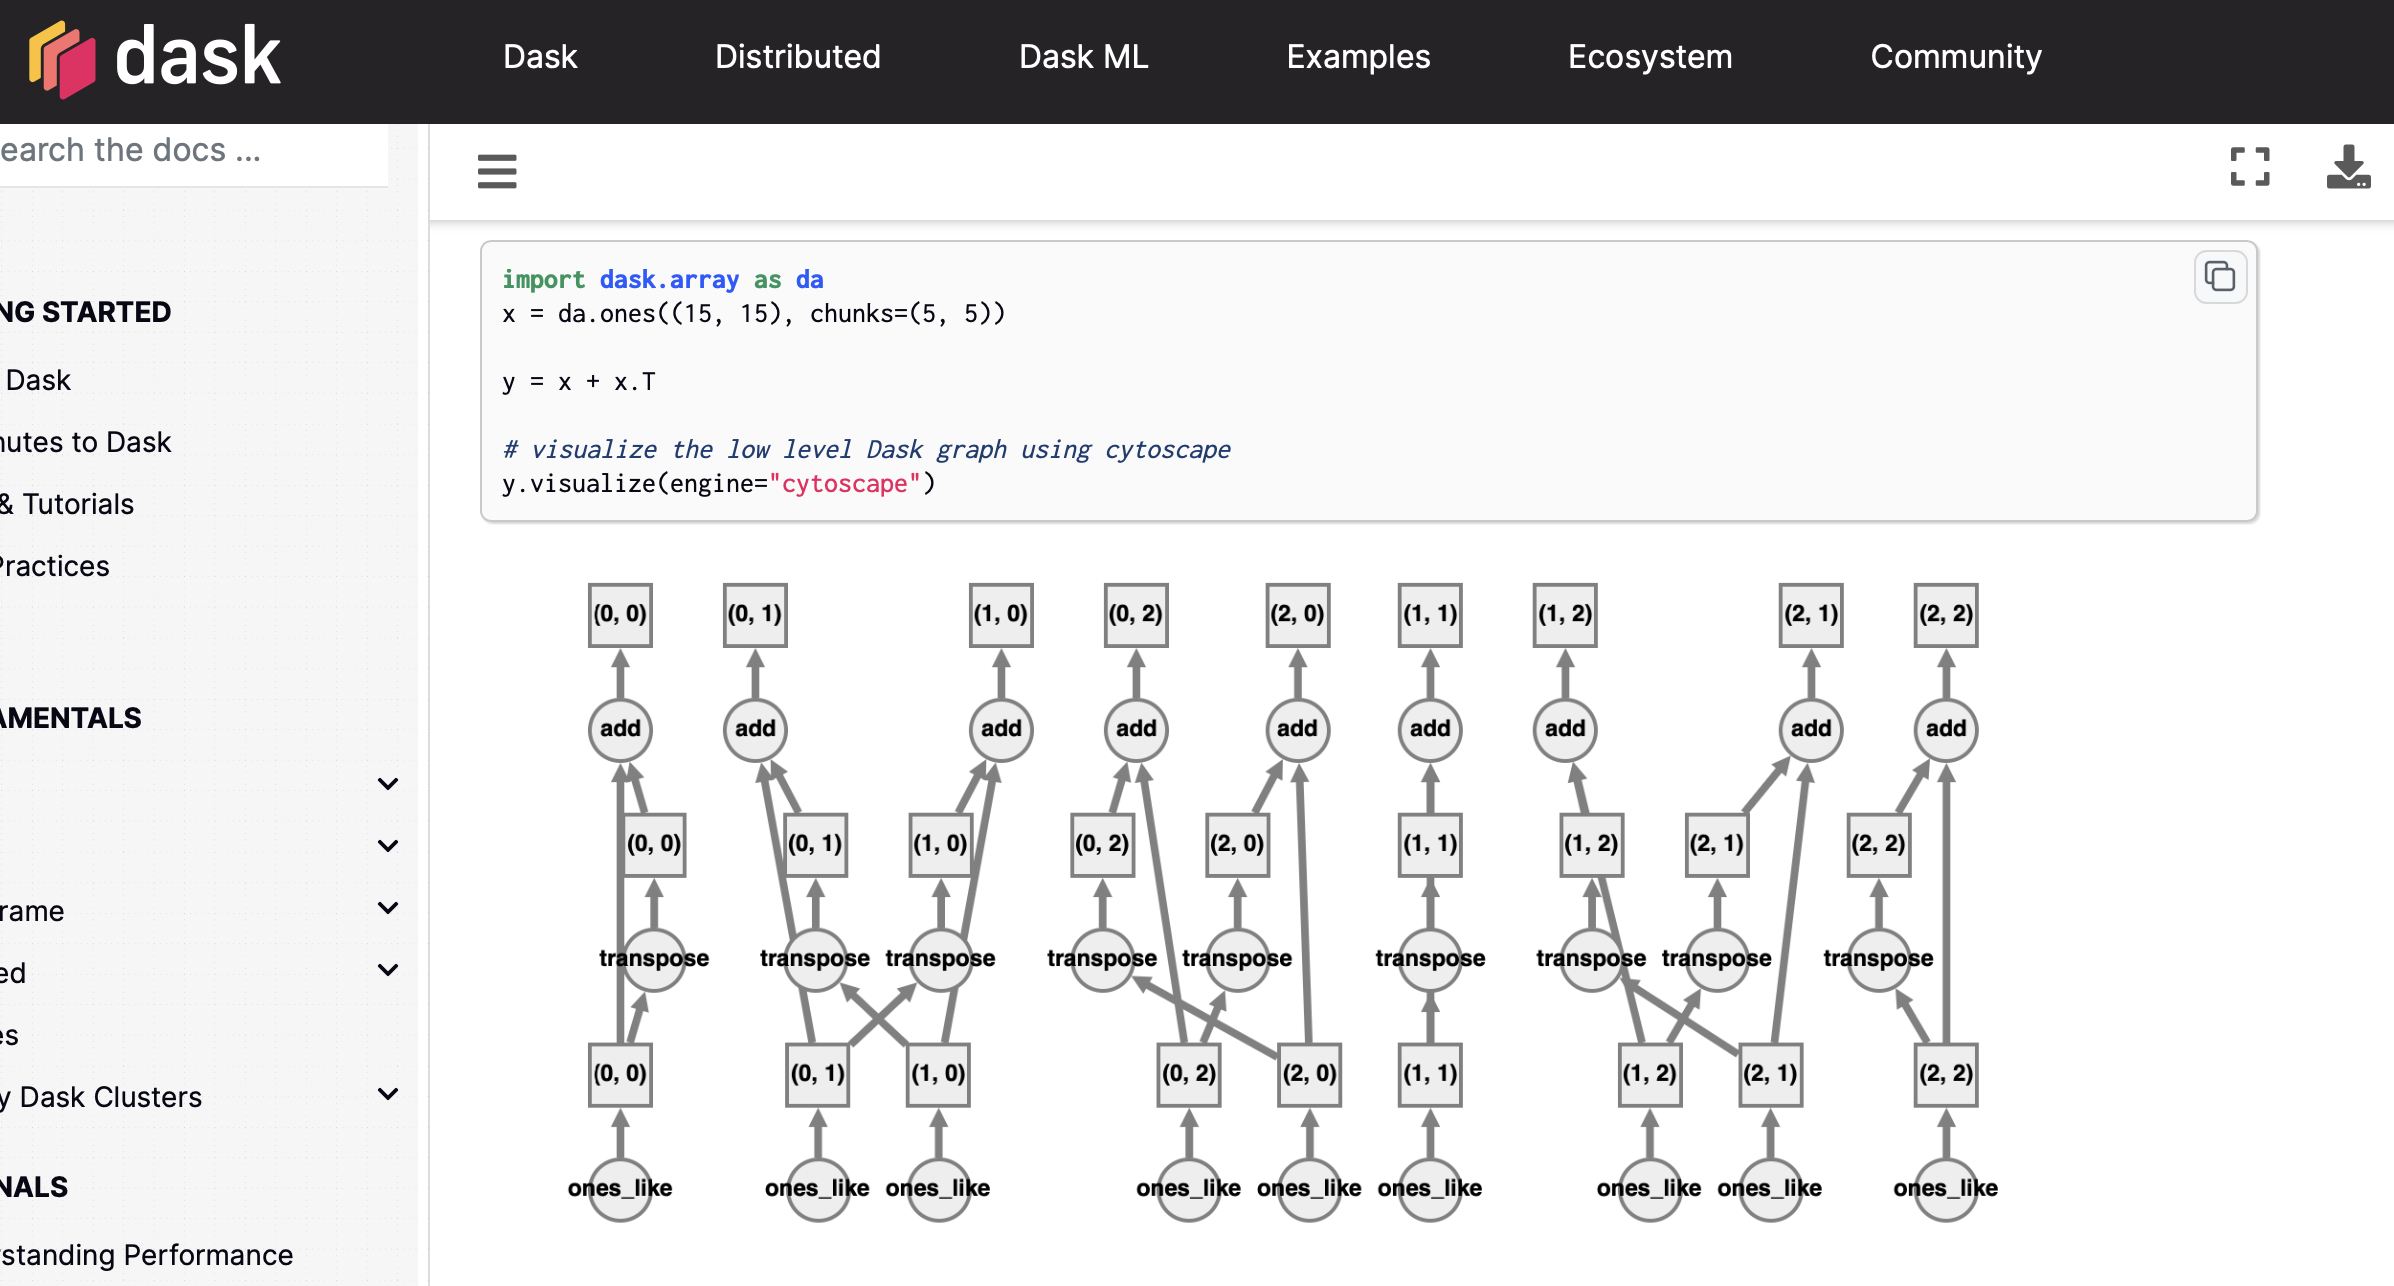 dask
Dask Distributed Dask ML Examples Ecosystem Community
earch the docs ...
NG STARTED
Dask
nutes to Dask
& Tutorials
Practices
AMENTALS
rame
ed
es
y Dask Clusters
NALS
rstanding Performance
import dask.array as da
x = da.ones((15, 15), chunks=(5, 5))
y = x + x.T
# visualize the low level Dask graph using cytoscape
y.visualize(engine="cytoscape")
(0, 0) (0, 1) (1, 0) (0, 2) (2, 0) (1, 1) (1, 2) (2, 1) (2, 2)
add add add add add add add add add
(0, 0) (0, 1) (1, 0) (0, 2) (2, 0) (1, 1) (1, 2) (2, 1) (2, 2)
transpose transpose transpose transpose transpose transpose transpose transpose transpose
(0, 0) (0, 1) (1, 0) (0, 2) (2, 0) (1, 1) (1, 2) (2, 1) (2, 2)
ones_like ones_like ones_like ones_like ones_like ones_like ones_like ones_like ones_like